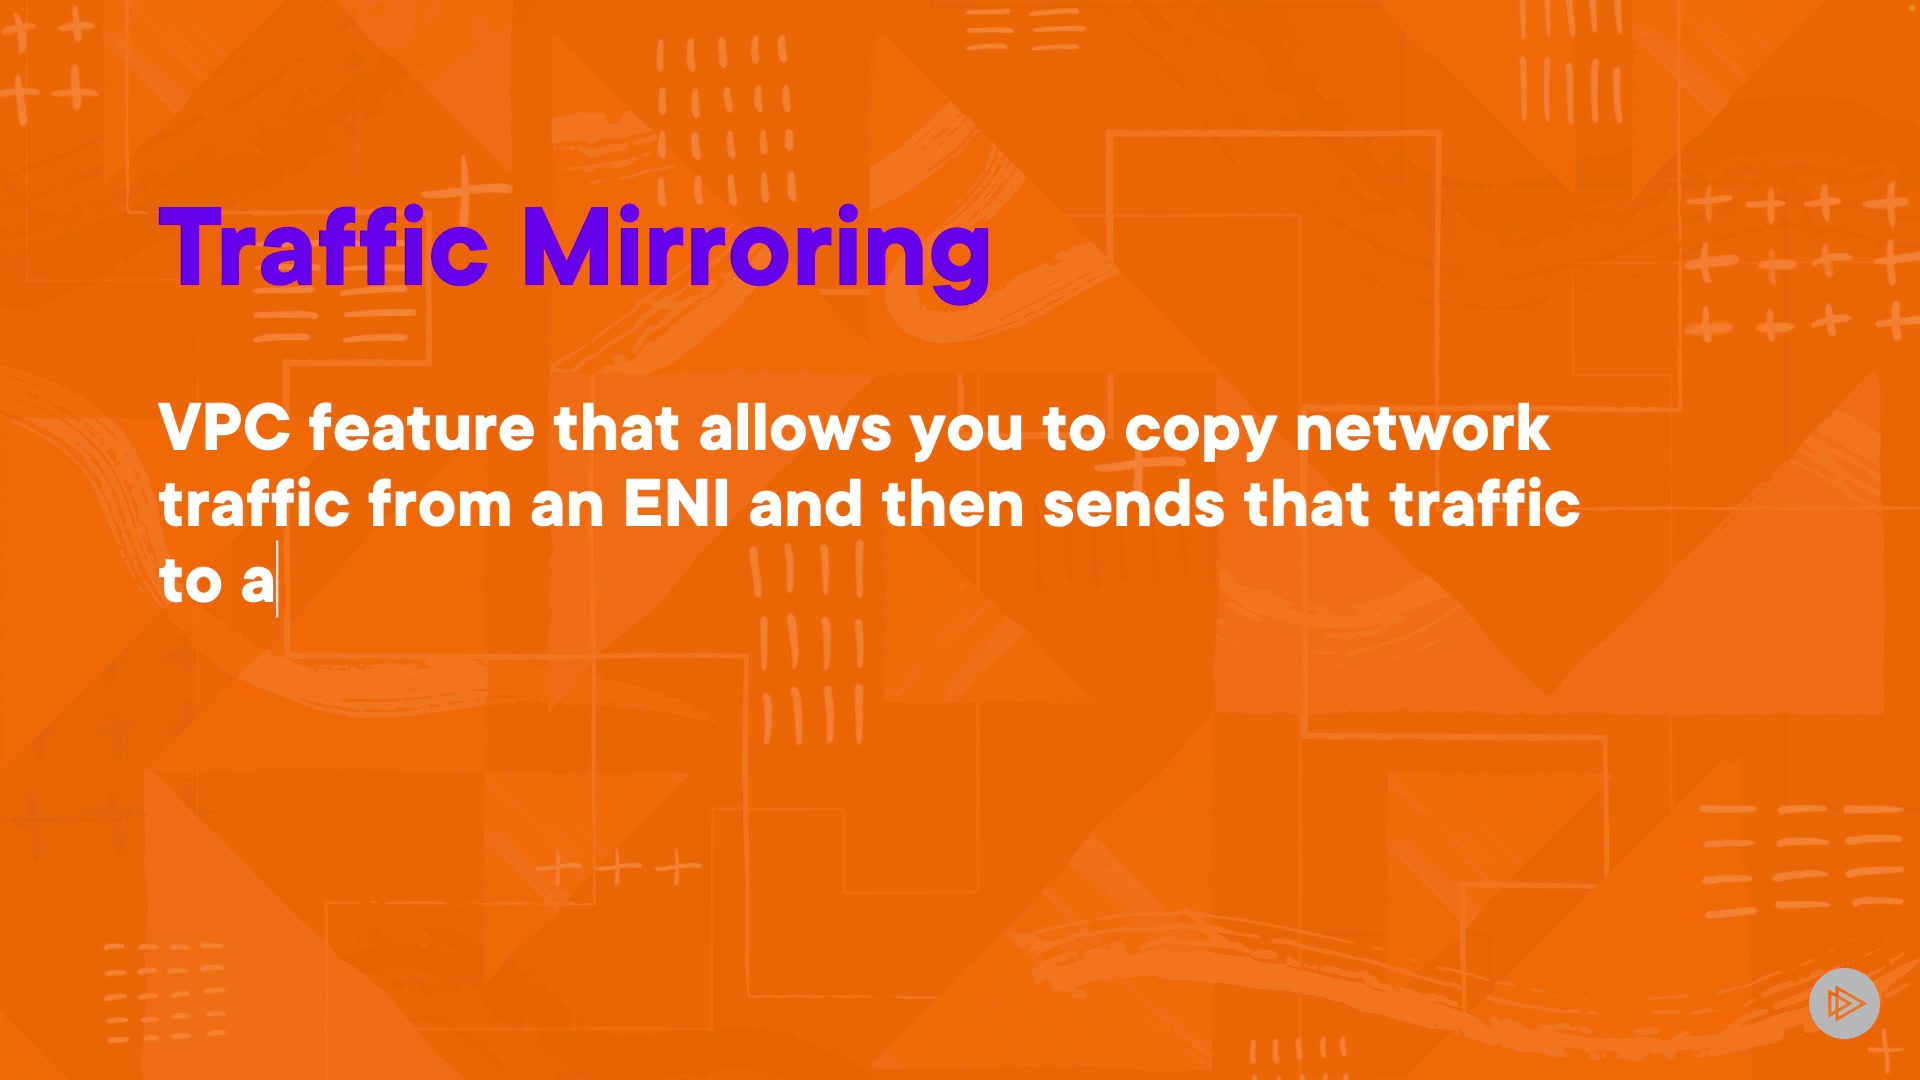 Traffic Mirroring
VPC feature that allows you to copy network
traffic from an ENI and then sends that traffic
to a